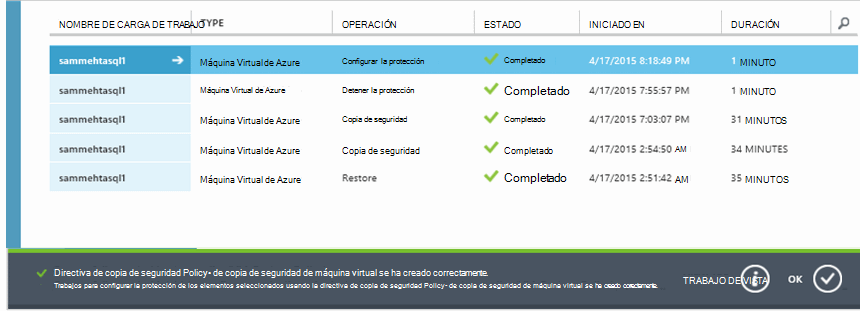 NOMBRE DE CARGA DE TRABAJO TYPE OPERACIÓN ESTADO INICIADO EN DURACIÓN
sammehtasql1 Máquina Virtual de Azure Configurar la protección Completado 4/17/2015 8:18:49 PM 1 MINUTO
sammehtasql1 Máquina Virtual de Azure Detener la protección Completado 4/17/2015 7:55:57 PM 1 MINUTO
sammehtasql1 Máquina Virtual de Azure Copia de seguridad Completado 4/17/2015 7:03:07 PM 31 MINUTOS
sammehtasql1 Máquina Virtual de Azure Copia de seguridad Completado 4/17/2015 2:54:50 AM 34 MINUTES
sammehtasql1 Máquina Virtual de Azure Restore Completado 4/17/2015 2:51:42 AM 35 MINUTOS
Directiva de copia de seguridad Policy- de copia de seguridad de máquina virtual se ha creado correctamente.
Trabajos para configurar la protección de los elementos seleccionados usando la directiva de copia de seguridad Policy- de copia de seguridad de máquina virtual se ha creado correctamente.
TRABAJO DE VISTA OK